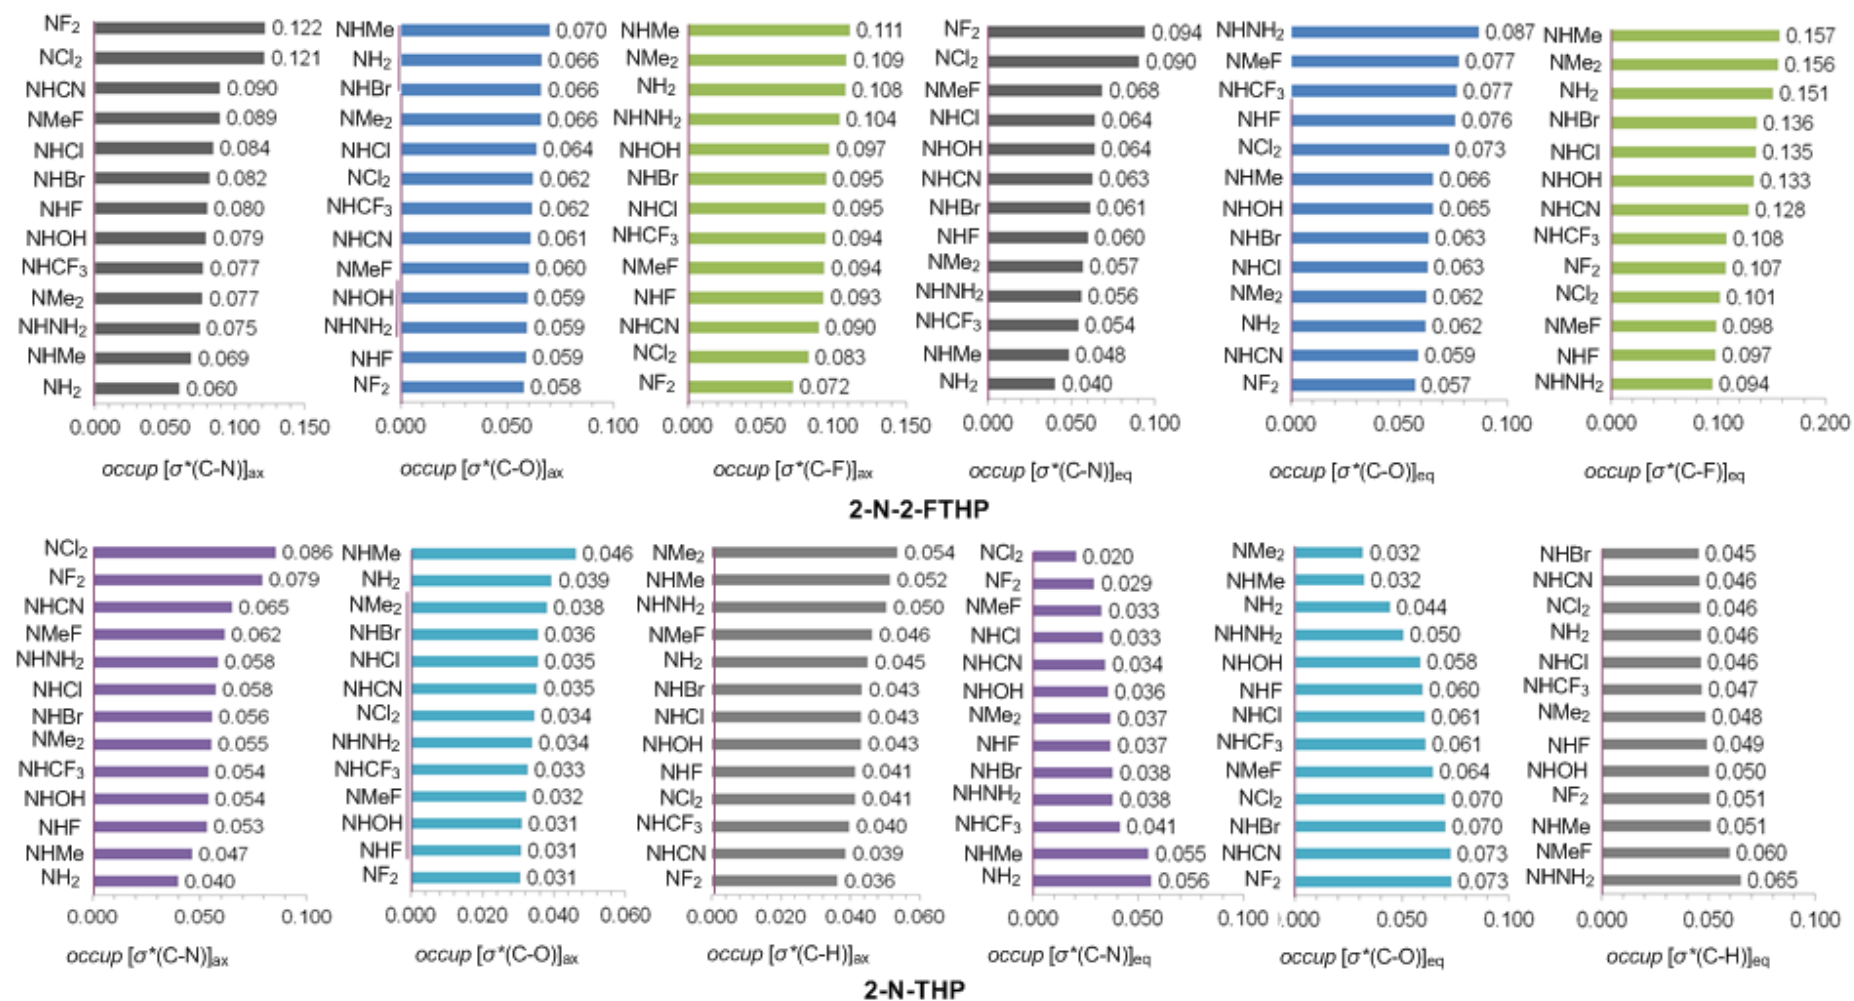 NF₂ 0.122
NCl₂ 0.121
NHCN 0.090
NMeF 0.089
NHCl 0.084
NHBr 0.082
NHF 0.080
NHOH 0.079
NHCF₃ 0.077
NMe₂ 0.077
NHNH₂ 0.075
NHMe 0.069
NH₂ 0.060
0.000 0.050 0.100 0.150
occup [σ*(C-N)]ax
NHMe 0.070
NH₂ 0.066
NHBr 0.066
NMe₂ 0.066
NHCl 0.064
NCl₂ 0.062
NHCF₃ 0.062
NHCN 0.061
NMeF 0.060
NHOH 0.059
NHNH₂ 0.059
NHF 0.059
NF₂ 0.058
0.000 0.050 0.100
occup [σ*(C-O)]ax
NHMe 0.111
NMe₂ 0.109
NH₂ 0.108
NHNH₂ 0.104
NHOH 0.097
NHBr 0.095
NHCl 0.095
NHCF₃ 0.094
NMeF 0.094
NHF 0.093
NHCN 0.090
NCl₂ 0.083
NF₂ 0.072
0.000 0.050 0.100 0.150
occup [σ*(C-F)]ax
NF₂ 0.094
NCl₂ 0.090
NMeF 0.068
NHCl 0.064
NHOH 0.064
NHCN 0.063
NHBr 0.061
NHF 0.060
NMe₂ 0.057
NHNH₂ 0.056
NHCF₃ 0.054
NHMe 0.048
NH₂ 0.040
0.000 0.050 0.100
occup [σ*(C-N)]eq
NHNH₂ 0.087
NMeF 0.077
NHCF₃ 0.077
NHF 0.076
NCl₂ 0.073
NHMe 0.066
NHOH 0.065
NHBr 0.063
NHCl 0.063
NMe₂ 0.062
NH₂ 0.062
NHCN 0.059
NF₂ 0.057
0.000 0.050 0.100
occup [σ*(C-O)]eq
NHMe 0.157
NMe₂ 0.156
NH₂ 0.151
NHBr 0.136
NHCl 0.135
NHOH 0.133
NHCN 0.128
NHCF₃ 0.108
NF₂ 0.107
NCl₂ 0.101
NMeF 0.098
NHF 0.097
NHNH₂ 0.094
0.000 0.100 0.200
occup [σ*(C-F)]eq
2-N-2-FTHP
NCl₂ 0.086
NF₂ 0.079
NHCN 0.065
NMeF 0.062
NHNH₂ 0.058
NHCl 0.058
NHBr 0.056
NMe₂ 0.055
NHCF₃ 0.054
NHOH 0.054
NHF 0.053
NHMe 0.047
NH₂ 0.040
0.000 0.050 0.100
occup [σ*(C-N)]ax
NHMe 0.046
NH₂ 0.039
NMe₂ 0.038
NHBr 0.036
NHCl 0.035
NHCN 0.035
NCl₂ 0.034
NHNH₂ 0.034
NHCF₃ 0.033
NMeF 0.032
NHOH 0.031
NHF 0.031
NF₂ 0.031
0.000 0.020 0.040 0.060
occup [σ*(C-O)]ax
NMe₂ 0.054
NHMe 0.052
NHNH₂ 0.050
NMeF 0.046
NH₂ 0.045
NHBr 0.043
NHCl 0.043
NHOH 0.043
NHF 0.041
NCl₂ 0.041
NHCF₃ 0.040
NHCN 0.039
NF₂ 0.036
0.000 0.020 0.040 0.060
occup [σ*(C-H)]ax
NCl₂ 0.020
NF₂ 0.029
NMeF 0.033
NHCl 0.033
NHCN 0.034
NHOH 0.036
NMe₂ 0.037
NHF 0.037
NHBr 0.038
NHNH₂ 0.038
NHCF₃ 0.041
NHMe 0.055
NH₂ 0.056
0.000 0.050 0.100
occup [σ*(C-N)]eq
NMe₂ 0.032
NHMe 0.032
NH₂ 0.044
NHNH₂ 0.050
NHOH 0.058
NHF 0.060
NHCl 0.061
NHCF₃ 0.061
NMeF 0.064
NCl₂ 0.070
NHBr 0.070
NHCN 0.073
NF₂ 0.073
0.000 0.050 0.100
occup [σ*(C-O)]eq
NHBr 0.045
NHCN 0.046
NCl₂ 0.046
NH₂ 0.046
NHCl 0.046
NHCF₃ 0.047
NMe₂ 0.048
NHF 0.049
NHOH 0.050
NF₂ 0.051
NHMe 0.051
NMeF 0.060
NHNH₂ 0.065
0.000 0.050 0.100
occup [σ*(C-H)]eq
2-N-THP